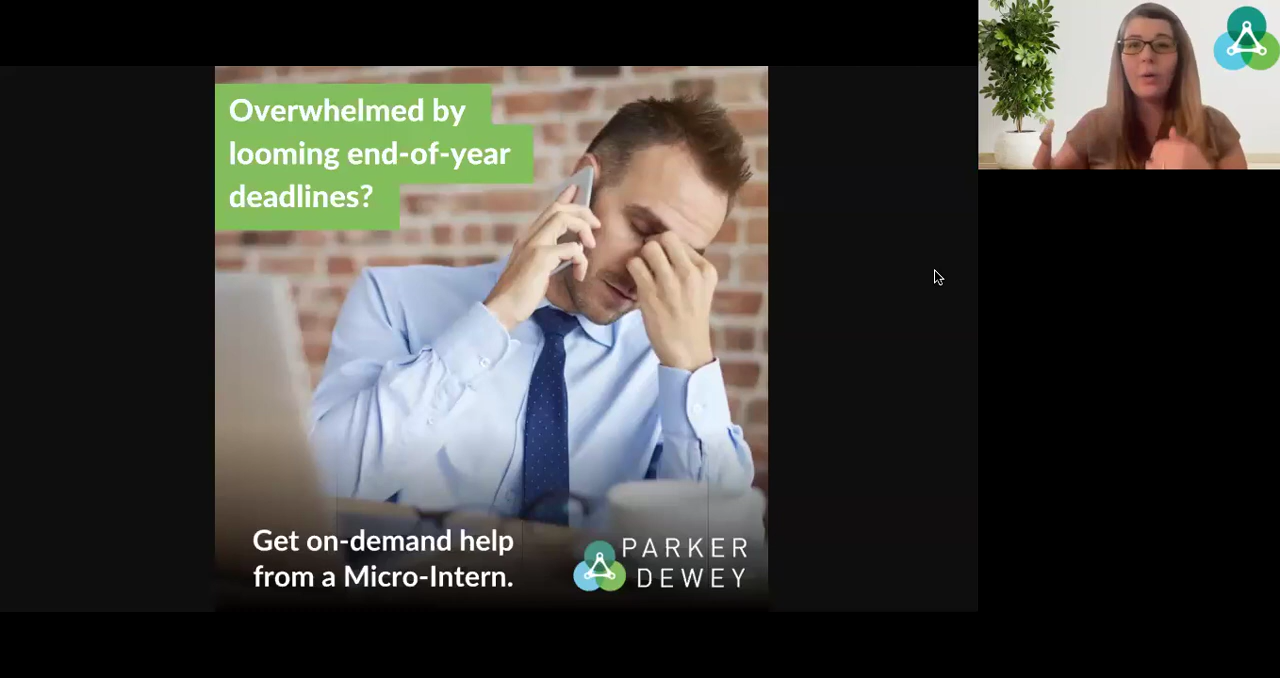 Overwhelmed by
looming end-of-year
deadlines?
Get on-demand help
from a Micro-Intern.
PARKER
DEWEY